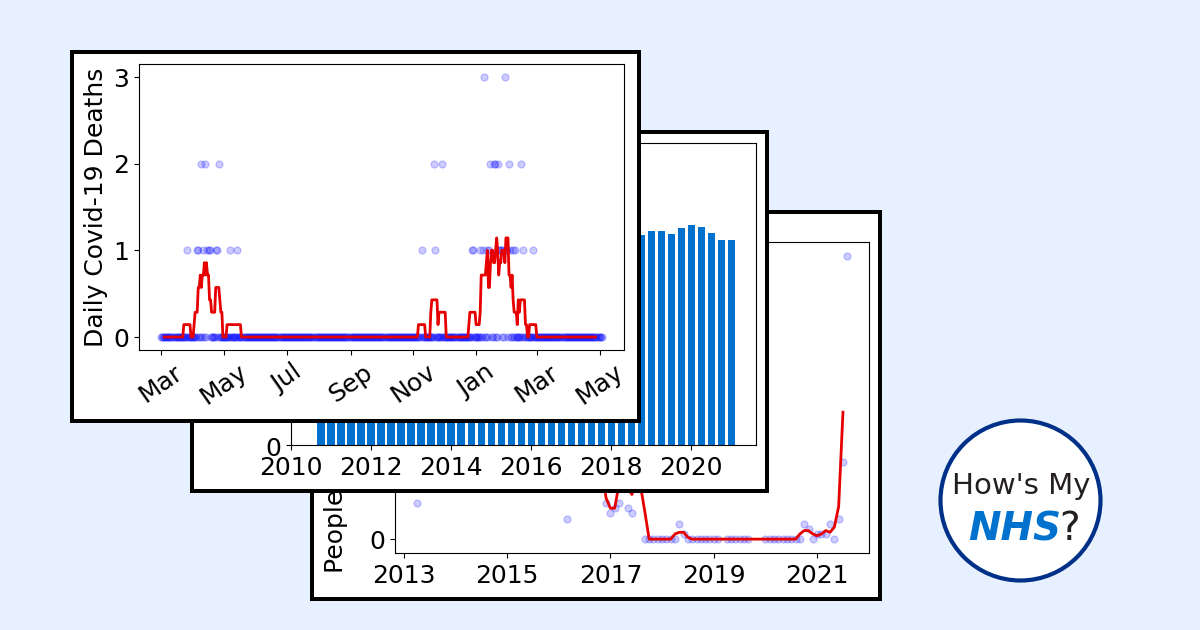 Daily Covid-19 Deaths
3
2
1
0
Mar May Jul Sep Nov Jan Mar May
0
2010 2012 2014 2016 2018 2020
People
0
2013 2015 2017 2019 2021
How's My
NHS?